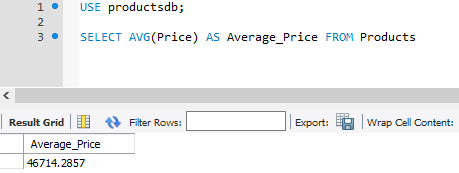 1 USE productsdb;
2
3 SELECT AVG(Price) AS Average_Price FROM Products
Result Grid Filter Rows: Export: Wrap Cell Content:
Average_Price
46714.2857